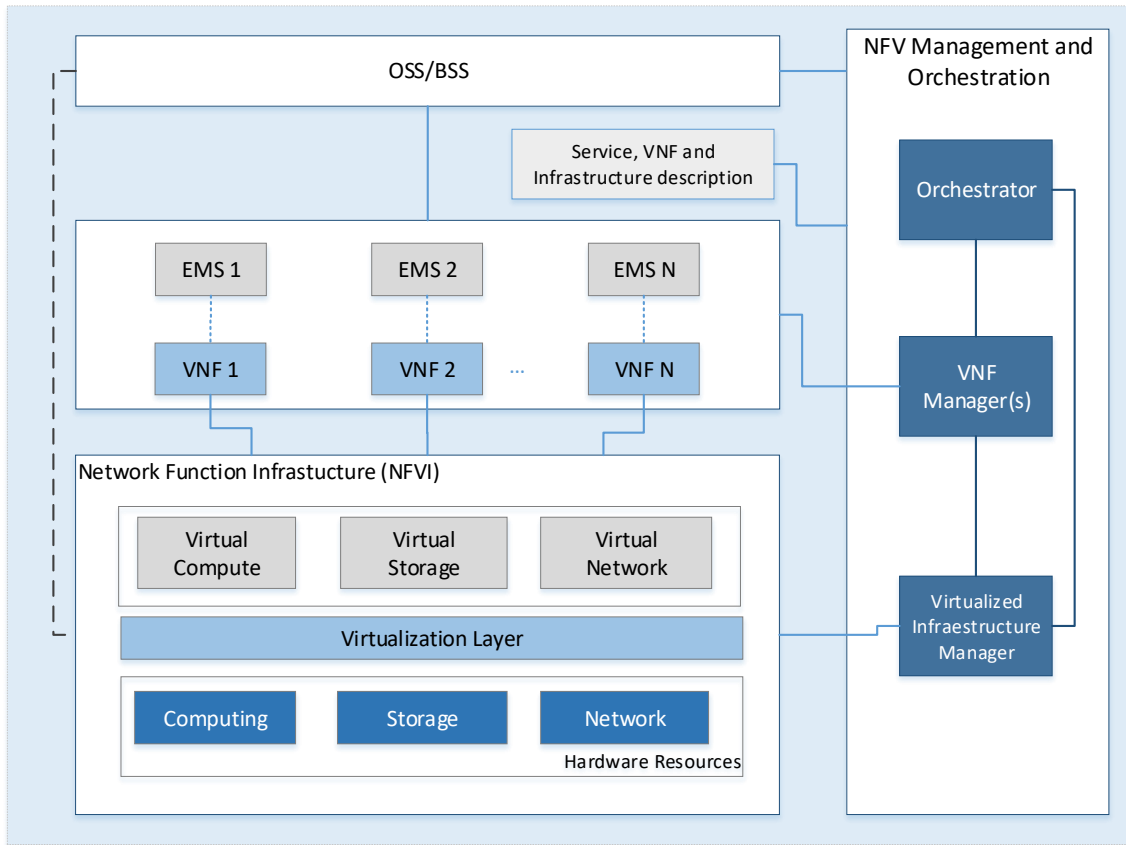 OSS/BSS
NFV Management and
Orchestration
Service, VNF and
Infrastructure description
Orchestrator
EMS 1
EMS 2
EMS N
VNF 1
VNF 2
...
VNF N
VNF
Manager(s)
Network Function Infrastucture (NFVI)
Virtual
Compute
Virtual
Storage
Virtual
Network
Virtualization Layer
Virtualized
Infraestructure
Manager
Computing
Storage
Network
Hardware Resources